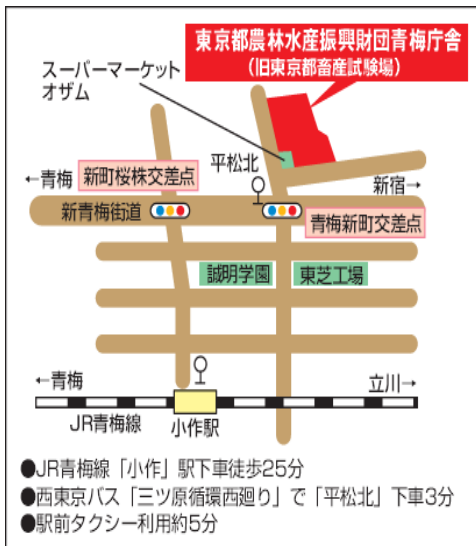 東京都農林水産振興財団青梅庁舎
(旧東京都畜産試験場)
スーパーマーケット
オザム
平松北
←青梅
新町桜株交差点
新宿→
新青梅街道
青梅新町交差点
誠明学園
東芝工場
←青梅
立川→
JR青梅線
小作駅
●JR青梅線「小作」駅下車徒歩25分
●西東京バス「三ツ原循環西廻り」で「平松北」下車3分
●駅前タクシー利用約5分